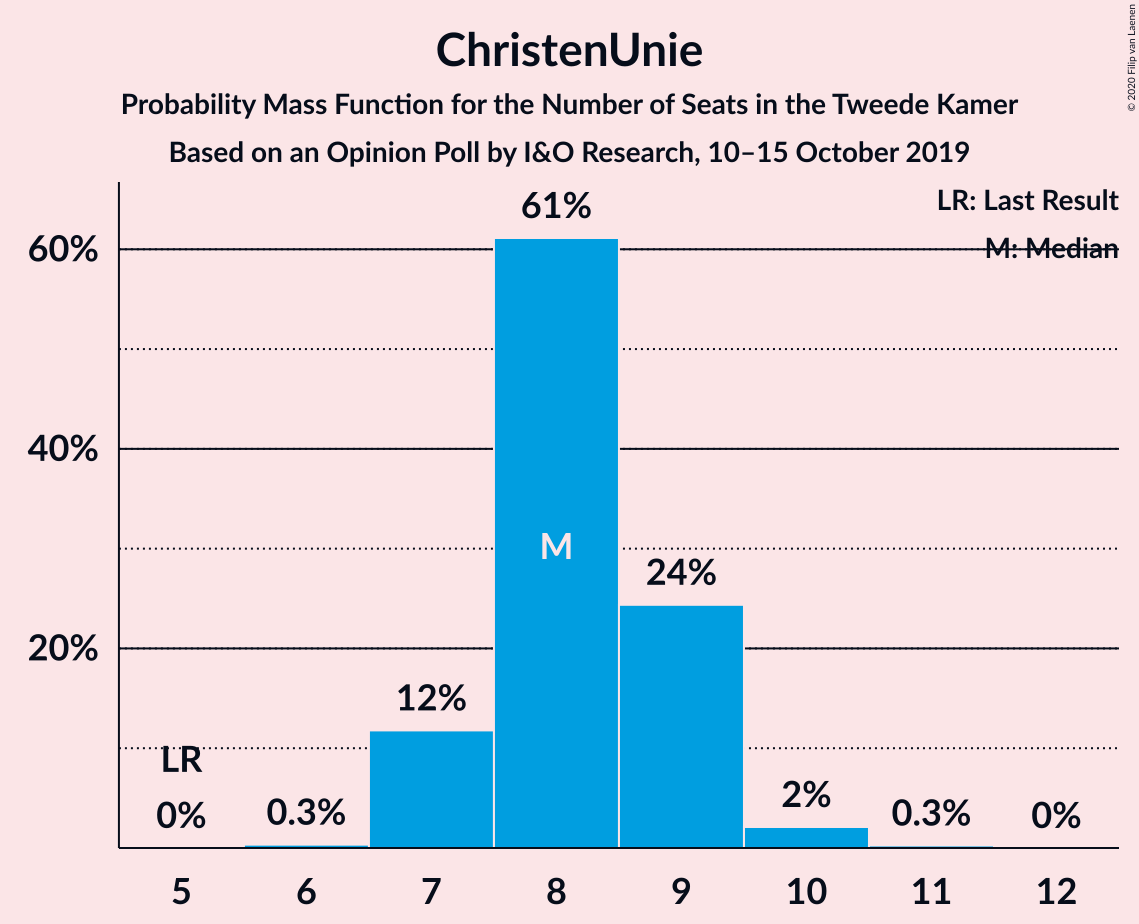 ChristenUnie
Probability Mass Function for the Number of Seats in the Tweede Kamer
Based on an Opinion Poll by I&O Research, 10–15 October 2019
© 2020 Filip van Laenen
LR: Last Result
M: Median
61%
60%
40%
M
24%
20%
12%
LR
0%
0.3%
2%
0.3%
0%
5 6 7 8 9 10 11 12